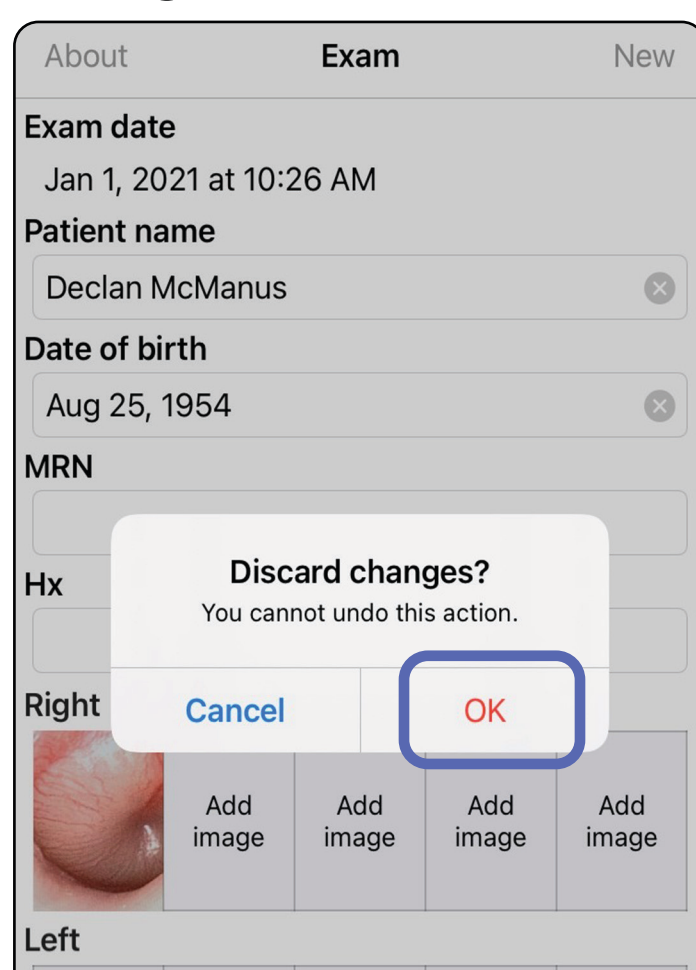 About Exam New
Exam date
Jan 1, 2021 at 10:26 AM
Patient name
Declan McManus
Date of birth
Aug 25, 1954
MRN
Discard changes?
Hx
You cannot undo this action.
Right
Cancel OK
Add image
Add image
Add image
Add image
Left